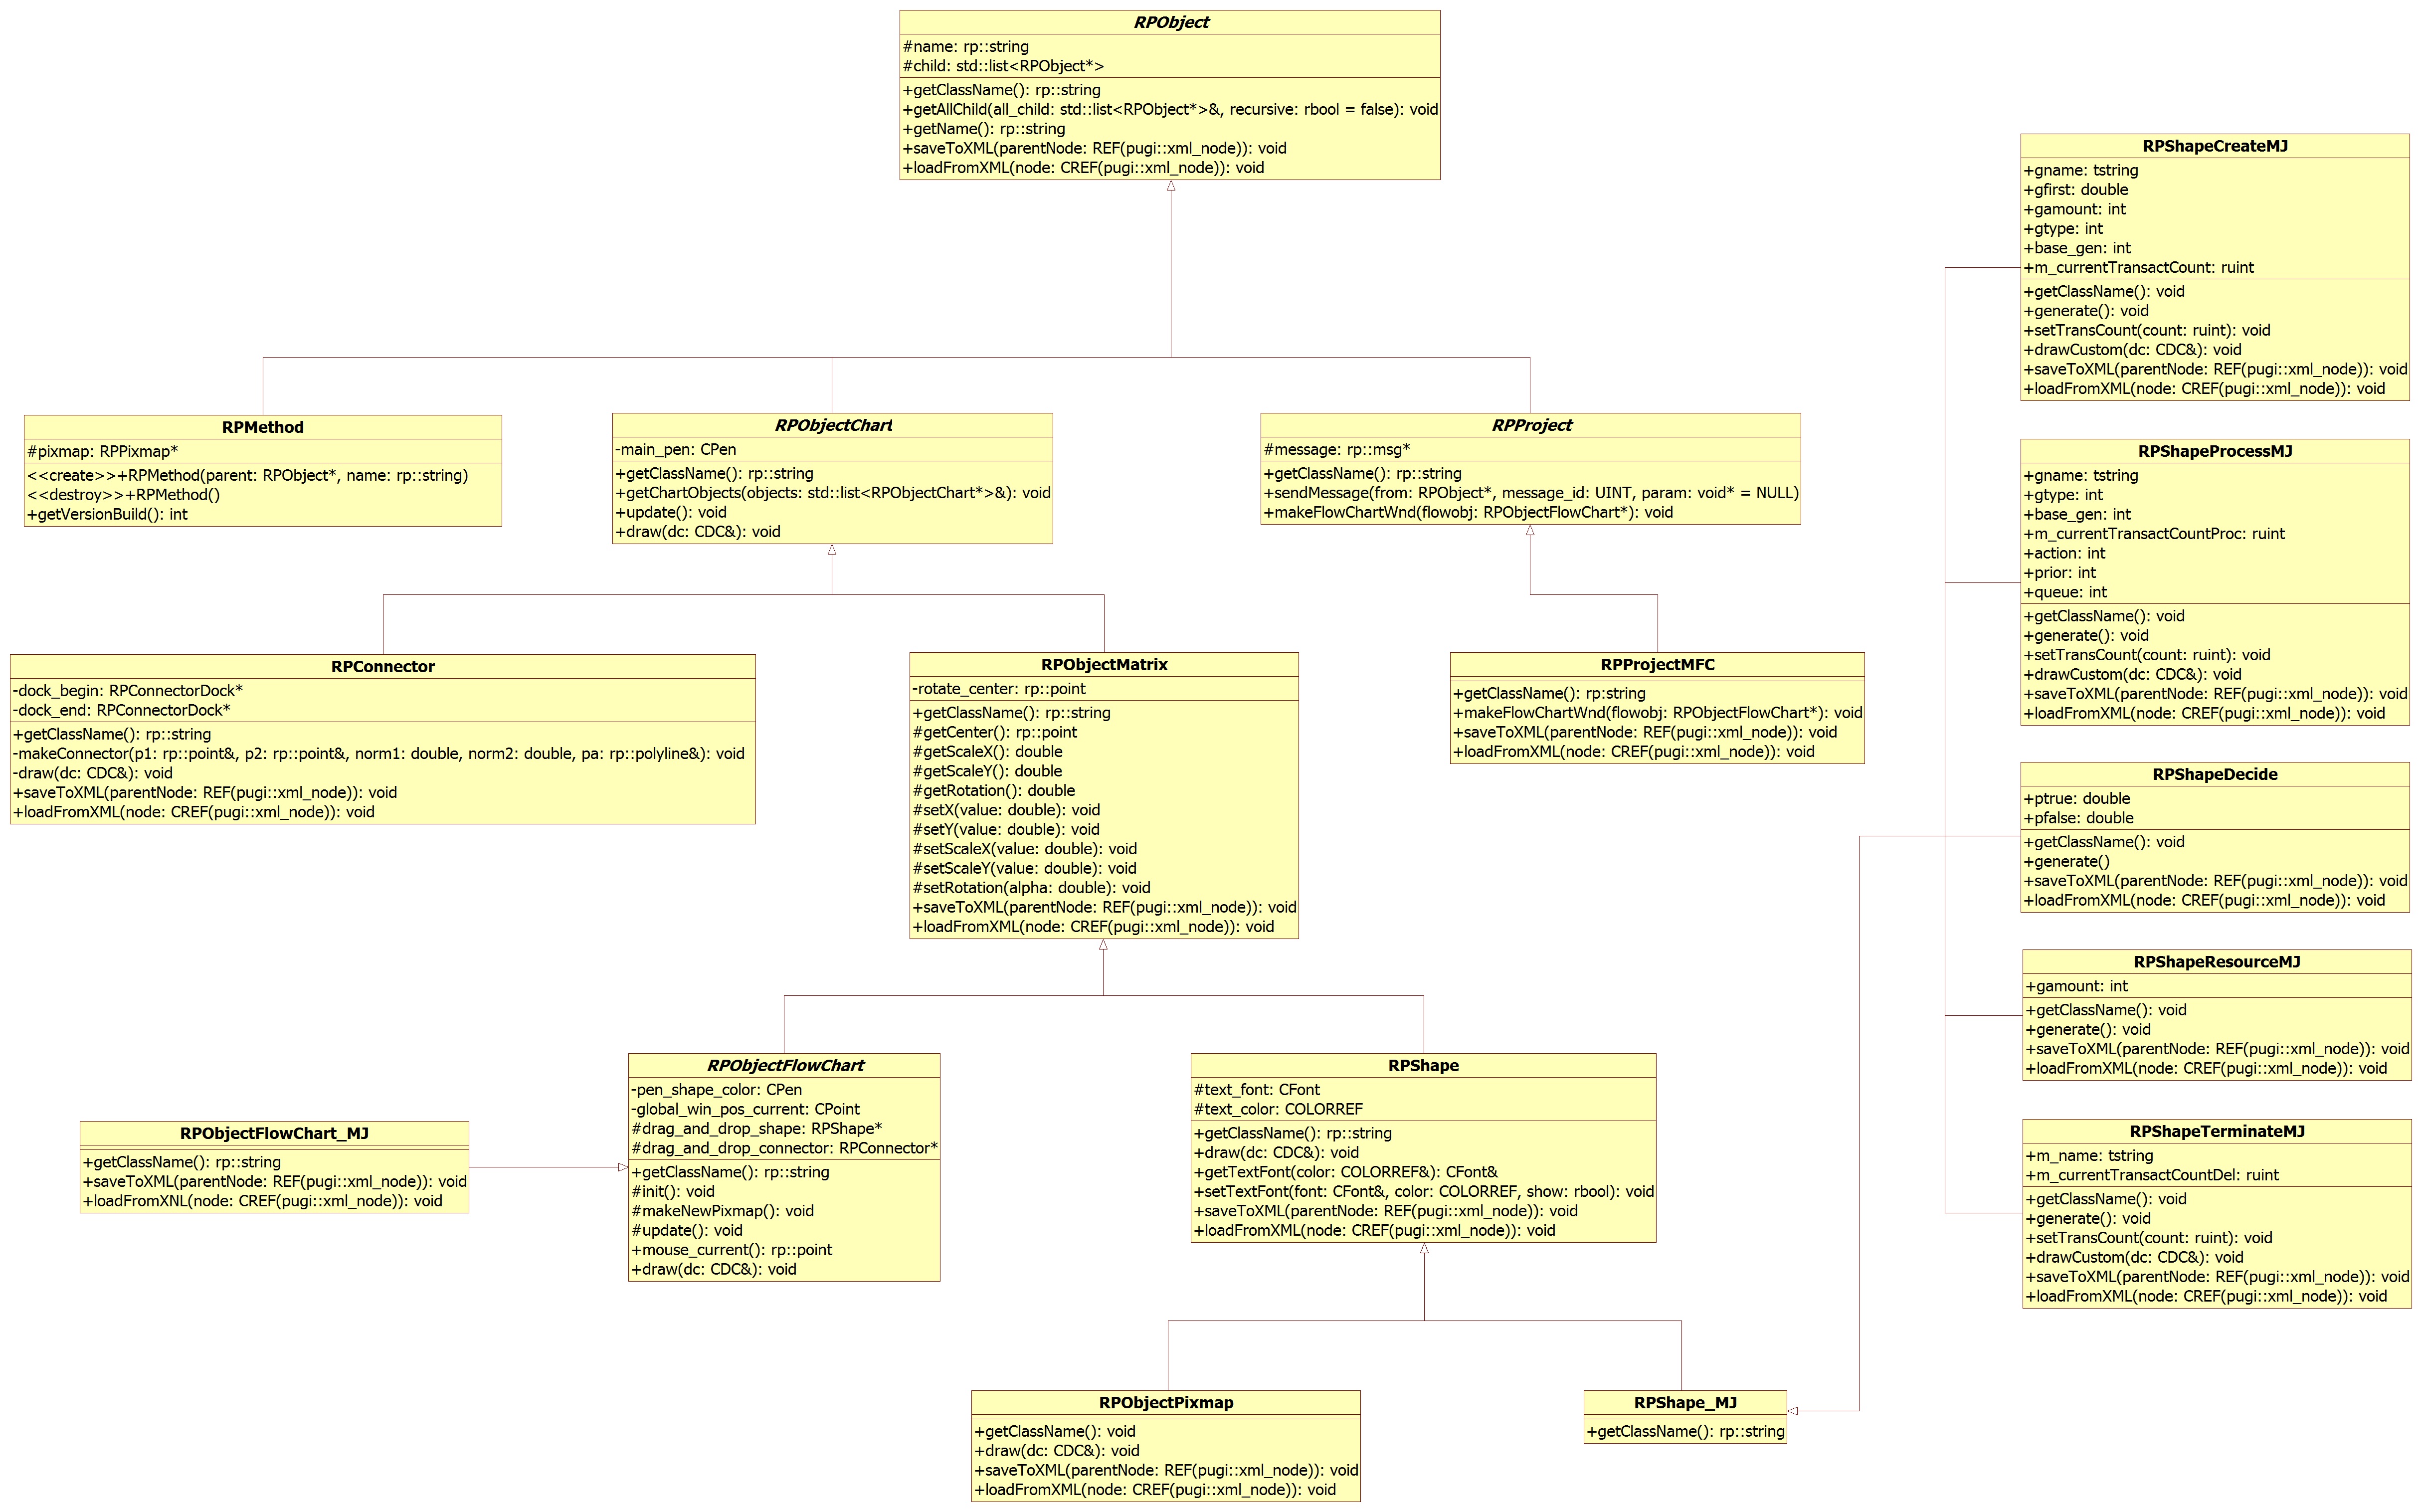 RPObject
#name: rp::string
#child: std::list<RPObject*>
+getClassName(): rp::string
+getAllChild(all_child: std::list<RPObject*>&, recursive: rbool = false): void
+getName(): rp::string
+saveToXML(parentNode: REF(pugi::xml_node)): void
+loadFromXML(node: CREF(pugi::xml_node)): void
RPMethod
#pixmap: RPPixmap*
<<create>>+RPMethod(parent: RPObject*, name: rp::string)
<<destroy>>+RPMethod()
+getVersionBuild(): int
RPObjectChart
-main_pen: CPen
+getClassName(): rp::string
+getChartObjects(objects: std::list<RPObjectChart*>&): void
+update(): void
+draw(dc: CDC&): void
RPProject
#message: rp::msg*
+getClassName(): rp::string
+sendMessage(from: RPObject*, message_id: UINT, param: void* = NULL)
+makeFlowChartWnd(flowobj: RPObjectFlowChart*): void
RPConnector
-dock_begin: RPConnectorDock*
-dock_end: RPConnectorDock*
+getClassName(): rp::string
-makeConnector(p1: rp::point&, p2: rp::point&, norm1: double, norm2: double, pa: rp::polyline&): void
-draw(dc: CDC&): void
+saveToXML(parentNode: REF(pugi::xml_node)): void
+loadFromXML(node: CREF(pugi::xml_node)): void
RPObjectMatrix
-rotate_center: rp::point
+getClassName(): rp::string
#getCenter(): rp::point
#getScaleX(): double
#getScaleY(): double
#getRotation(): double
#setX(value: double): void
#setY(value: double): void
#setScaleX(value: double): void
#setScaleY(value: double): void
#setRotation(alpha: double): void
+saveToXML(parentNode: REF(pugi::xml_node)): void
+loadFromXML(node: CREF(pugi::xml_node)): void
RPProjectMFC
+getClassName(): rp:string
+makeFlowChartWnd(flowobj: RPObjectFlowChart*): void
+saveToXML(parentNode: REF(pugi::xml_node)): void
+loadFromXML(node: CREF(pugi::xml_node)): void
RPObjectFlowChart_MJ
+getClassName(): rp::string
+saveToXML(parentNode: REF(pugi::xml_node)): void
+loadFromXNL(node: CREF(pugi::xml_node)): void
RPObjectFlowChart
-pen_shape_color: CPen
-global_win_pos_current: CPoint
#drag_and_drop_shape: RPShape*
#drag_and_drop_connector: RPConnector*
+getClassName(): rp::string
#init(): void
#makeNewPixmap(): void
#update(): void
+mouse_current(): rp::point
+draw(dc: CDC&): void
RPShape
#text_font: CFont
#text_color: COLORREF
+getClassName(): rp::string
+draw(dc: CDC&): void
+getTextFont(color: COLORREF&): CFont&
+setTextFont(font: CFont&, color: COLORREF, show: rbool): void
+saveToXML(parentNode: REF(pugi::xml_node)): void
+loadFromXML(node: CREF(pugi::xml_node)): void
RPObjectPixmap
+getClassName(): void
+draw(dc: CDC&): void
+saveToXML(parentNode: REF(pugi::xml_node)): void
+loadFromXML(node: CREF(pugi::xml_node)): void
RPShape_MJ
+getClassName(): rp::string
RPShapeCreateMJ
+gname: tstring
+gfirst: double
+gamount: int
+gtype: int
+base_gen: int
+m_currentTransactCount: ruint
+getClassName(): void
+generate(): void
+setTransCount(count: ruint): void
+drawCustom(dc: CDC&): void
+saveToXML(parentNode: REF(pugi::xml_node)): void
+loadFromXML(node: CREF(pugi::xml_node)): void
RPShapeProcessMJ
+gname: tstring
+gtype: int
+base_gen: int
+m_currentTransactCountProc: ruint
+action: int
+prior: int
+queue: int
+getClassName(): void
+generate(): void
+setTransCount(count: ruint): void
+drawCustom(dc: CDC&): void
+saveToXML(parentNode: REF(pugi::xml_node)): void
+loadFromXML(node: CREF(pugi::xml_node)): void
RPShapeDecide
+ptrue: double
+pfalse: double
+getClassName(): void
+generate()
+saveToXML(parentNode: REF(pugi::xml_node)): void
+loadFromXML(node: CREF(pugi::xml_node)): void
RPShapeResourceMJ
+gamount: int
+getClassName(): void
+generate(): void
+saveToXML(parentNode: REF(pugi::xml_node)): void
+loadFromXML(node: CREF(pugi::xml_node)): void
RPShapeTerminateMJ
+m_name: tstring
+m_currentTransactCountDel: ruint
+getClassName(): void
+generate(): void
+setTransCount(count: ruint): void
+drawCustom(dc: CDC&): void
+saveToXML(parentNode: REF(pugi::xml_node)): void
+loadFromXML(node: CREF(pugi::xml_node)): void